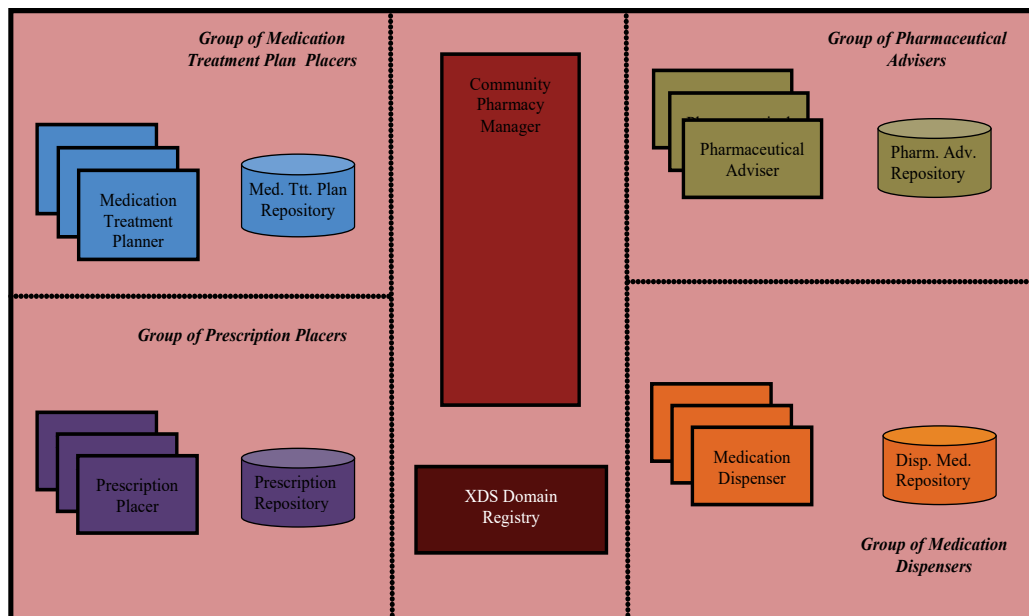 Group of Medication
Treatment Plan Placers
Medication
Treatment
Planner
Med. Ttt. Plan
Repository
Group of Prescription Placers
Prescription
Placer
Prescription
Repository
Community
Pharmacy
Manager
XDS Domain
Registry
Group of Pharmaceutical
Advisers
Pharmaceutical
Adviser
Pharm. Adv.
Repository
Medication
Dispenser
Disp. Med.
Repository
Group of Medication
Dispensers